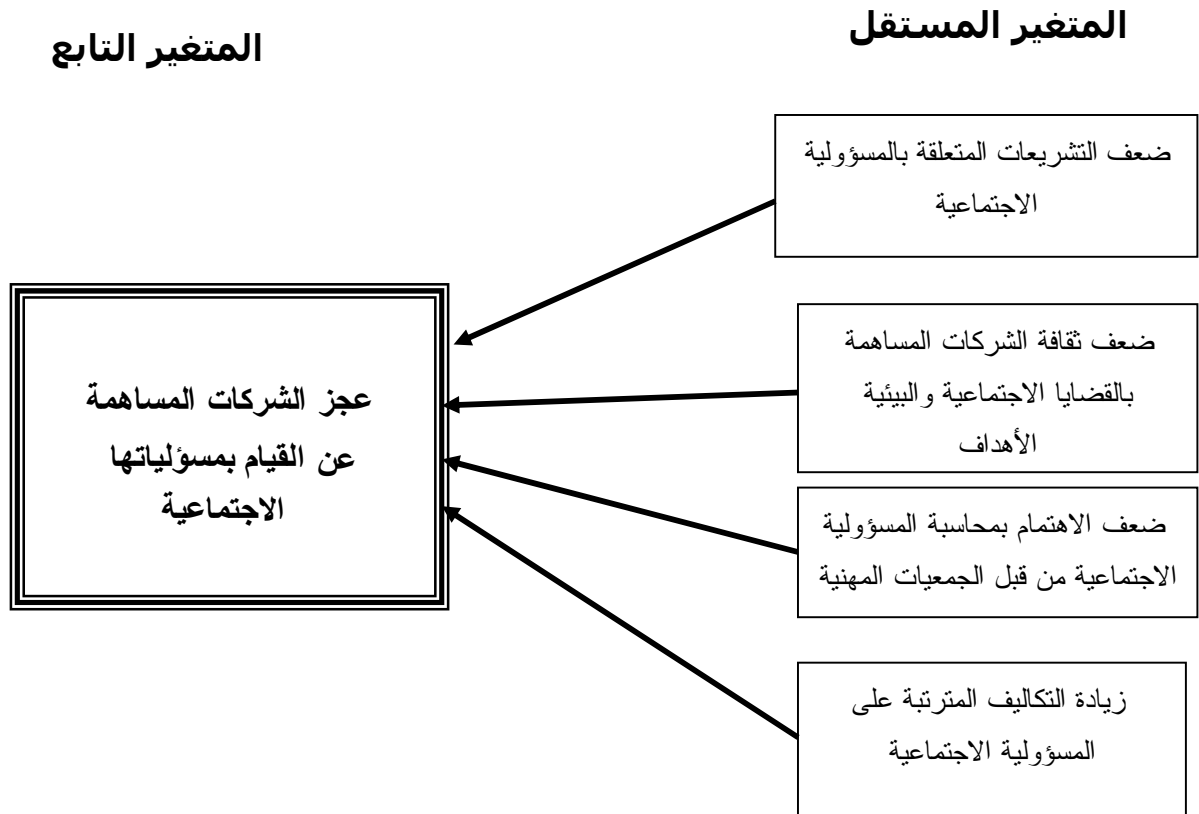 المتغير المستقل
المتغير التابع
ضعف التشريعات المتعلقة بالمسؤولية
الاجتماعية
ضعف ثقافة الشركات المساهمة
بالقضايا الاجتماعية والبيئية
الأهداف
ضعف الاهتمام بمحاسبة المسؤولية
الاجتماعية من قبل الجمعيات المهنية
زيادة التكاليف المترتبة على
المسؤولية الاجتماعية
عجز الشركات المساهمة
عن القيام بمسؤلياتها
الاجتماعية